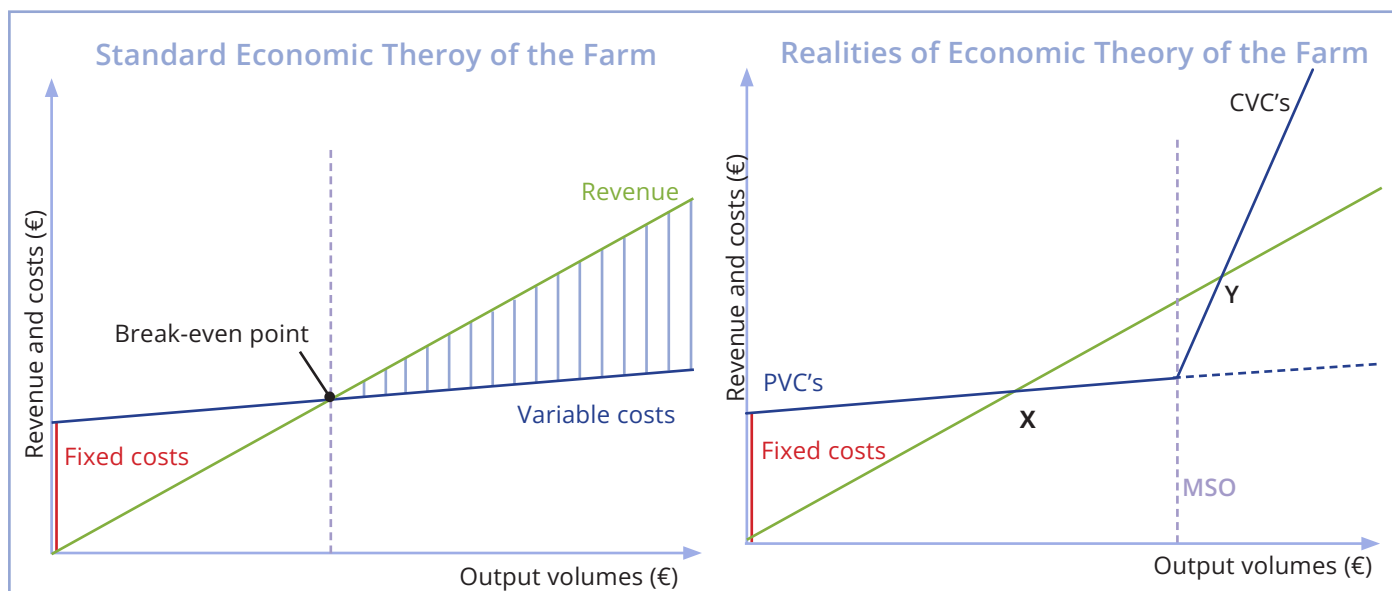 Standard Economic Theroy of the Farm
Revenue and costs (€)
Revenue
Break-even point
Variable costs
Fixed costs
Output volumes (€)
Realities of Economic Theory of the Farm
Revenue and costs (€)
CVC's
Y
PVC's
X
Fixed costs
MSO
Output volumes (€)